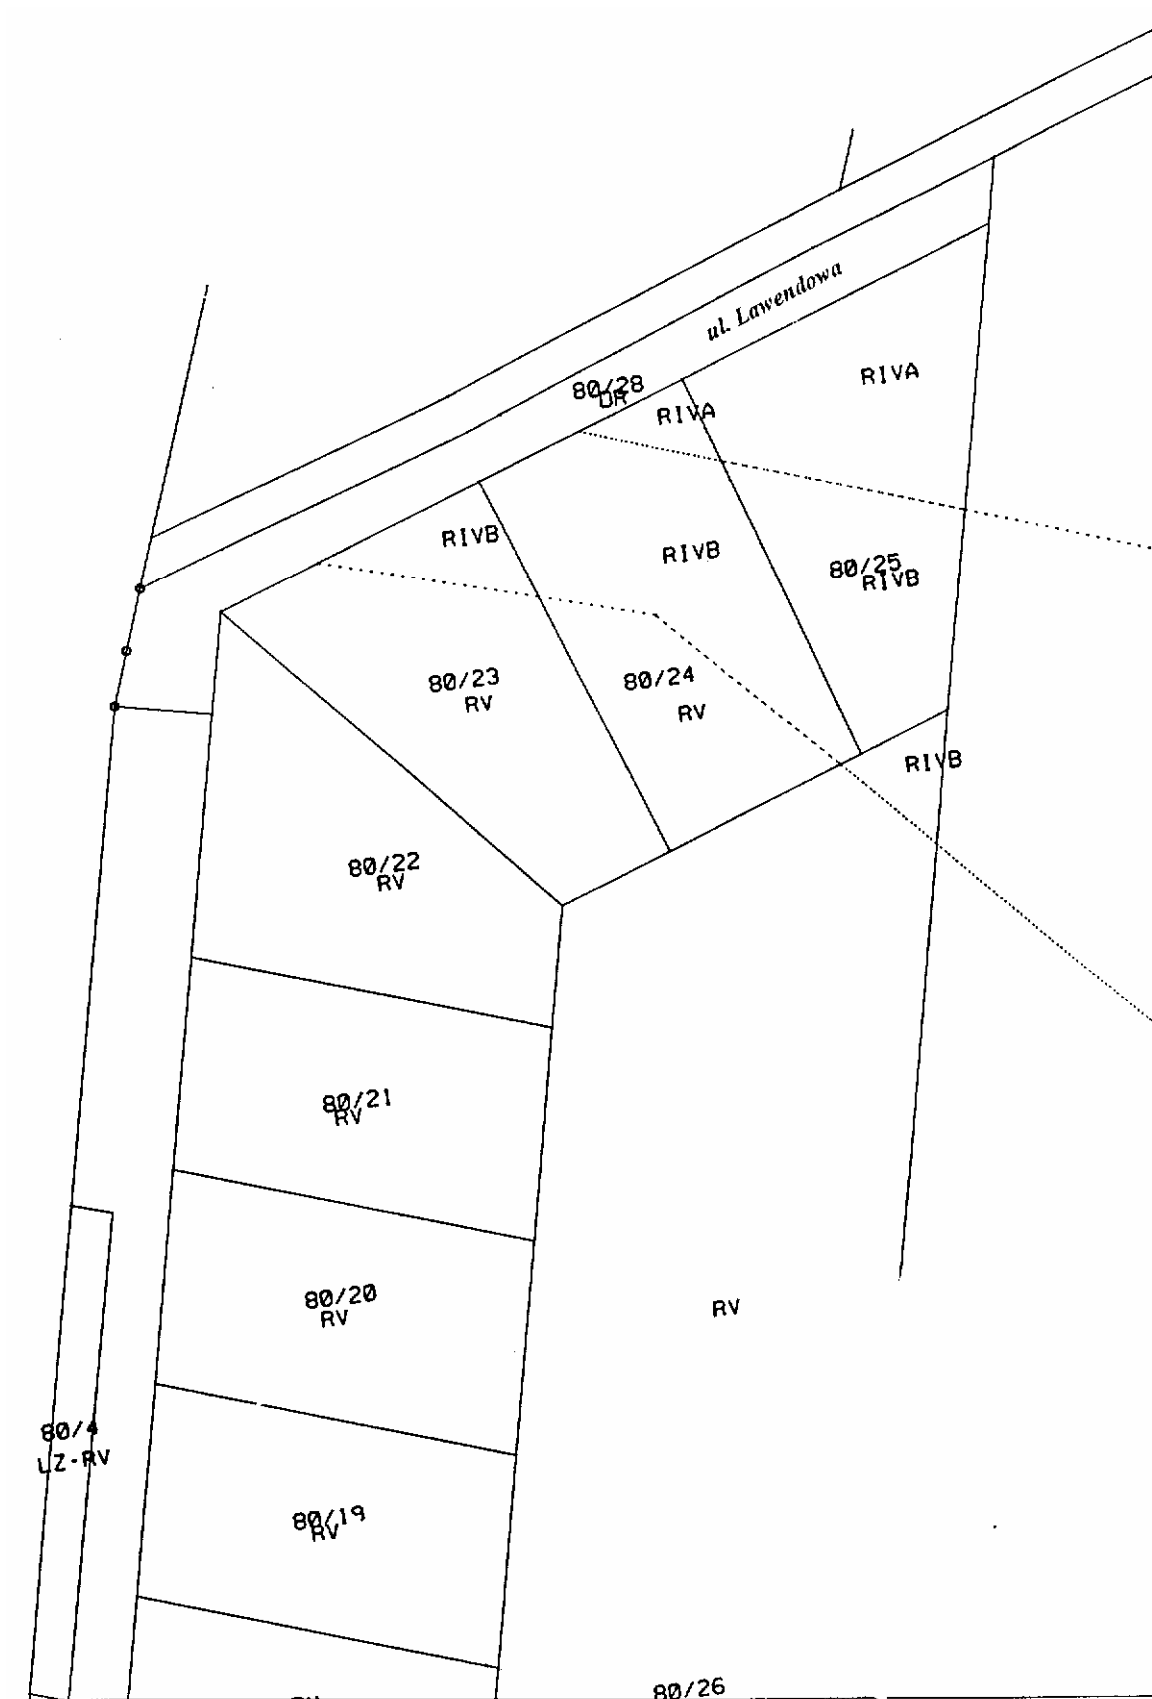 ul. Lawendowa
RIVA
80/28
DR
RIVA
RIVB
RIVB
80/25
RIVB
80/23
RV
80/24
RV
RIVB
80/22
RV
80/21
RV
80/20
RV
RV
80/4
LZ-RV
80/19
RV
80/26